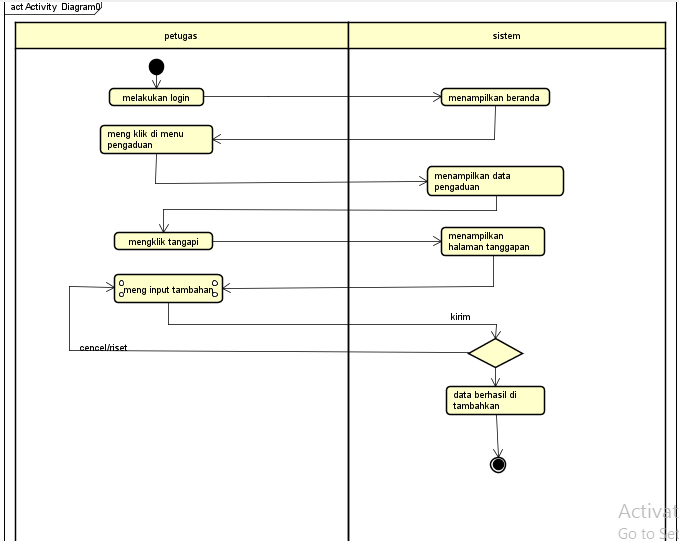 act Activity Diagram0
petugas
sistem
melakukan login
menampilkan beranda
meng klik di menu
pengaduan
menampilkan data
pengaduan
mengklik tangapi
menampilkan
halaman tanggapan
meng input tambahan
kirim
cencel/riset
data berhasil di
tambahkan
Activat
Go to Set